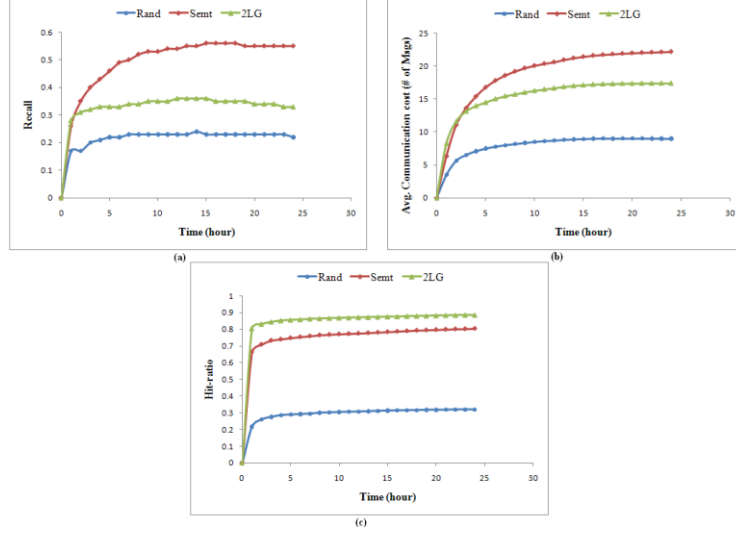 Rand Semt 2LG
0.6
0.5
0.4
0.3
0.2
0.1
0
Recall
0 5 10 15 20 25 30
Time (hour)
(a)
Rand Semt 2LG
25
20
15
10
5
0
Avg. Communication cost (# of Msgs)
0 5 10 15 20 25 30
Time (hour)
(b)
Rand Semt 2LG
1
0.9
0.8
0.7
0.6
0.5
0.4
0.3
0.2
0.1
0
Hit-ratio
0 5 10 15 20 25 30
Time (hour)
(c)